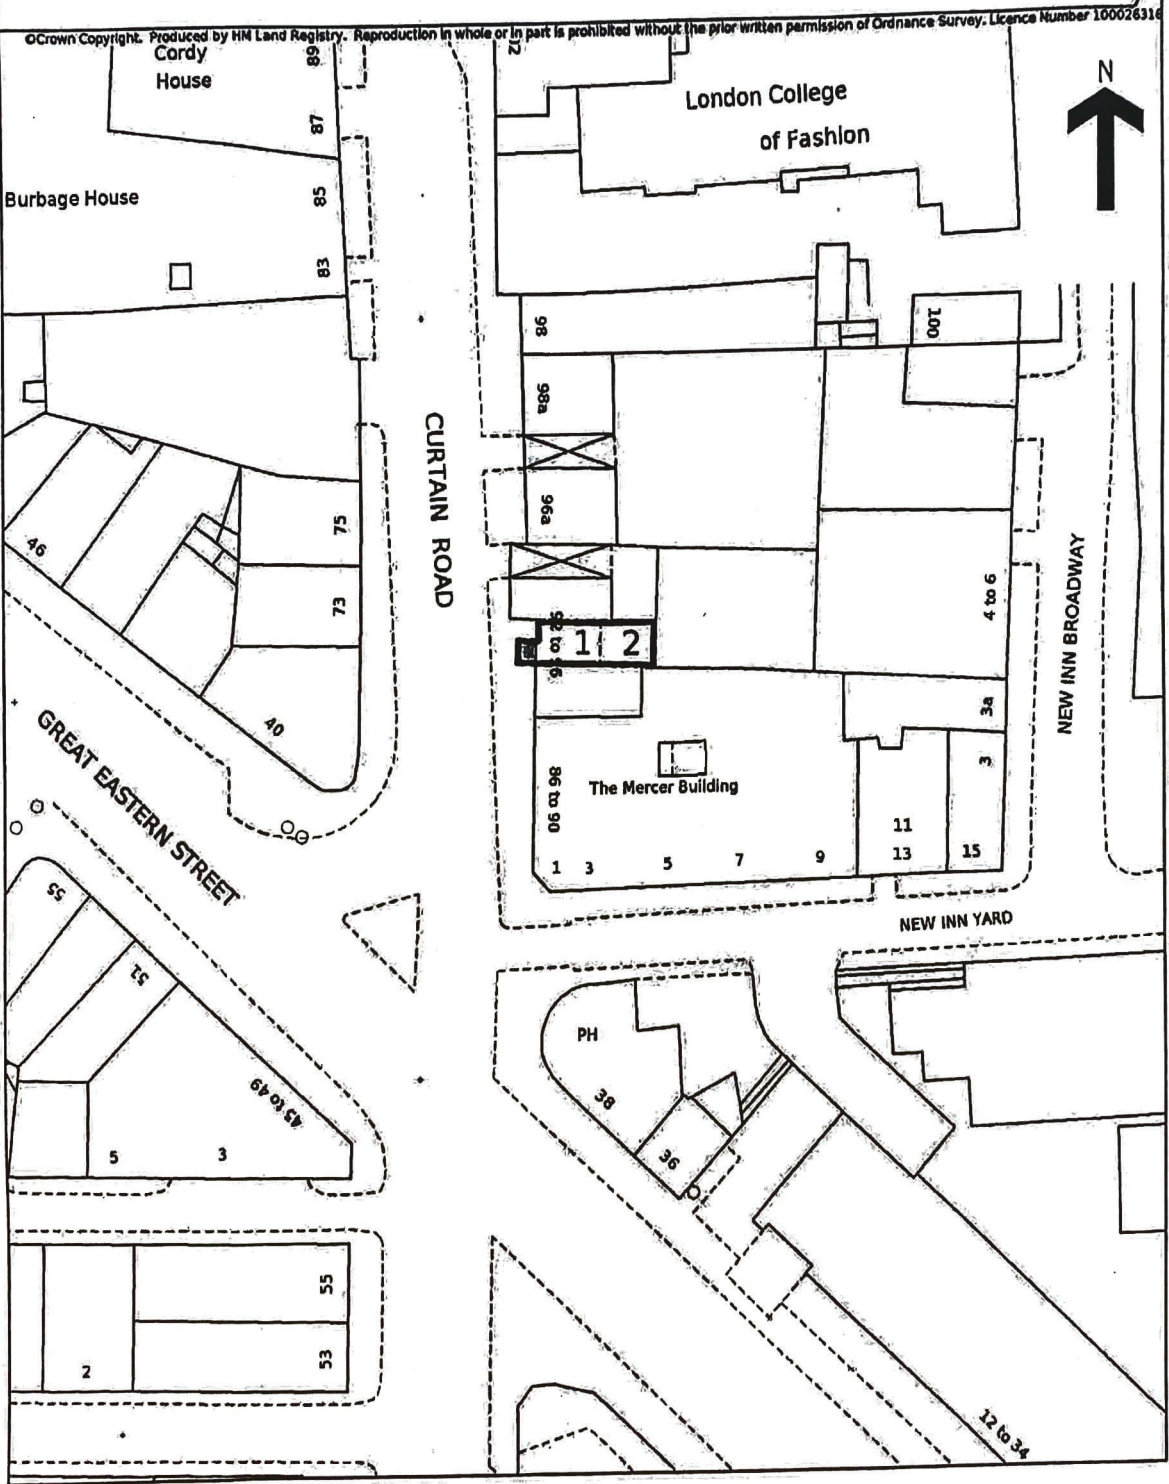 ©Crown Copyright. Produced by HM Land Registry. Reproduction in whole or in part is prohibited without the prior written permission of Ordnance Survey. Licence Number 100026316
Cordy
House
89
87
Burbage House
85
83
London College
of Fashion
N
98
100
98a
CURTAIN ROAD
96a
75
46
73
4 to 6
NEW INN BROADWAY
1
2
40
3a
3
GREAT EASTERN STREET
86 to 90
The Mercer Building
11
13
15
1
3
5
7
9
NEW INN YARD
55
51
45 to 49
5
3
PH
38
36
55
53
2
12 to 34